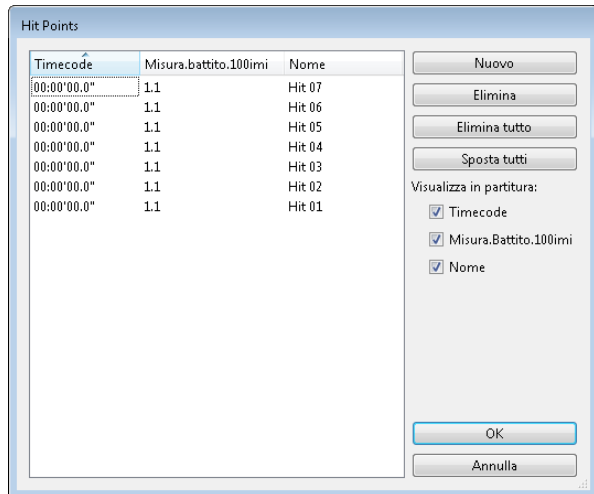 Hit Points
Timecode Misura.battito.100imi Nome
00:00'00.0" 1.1 Hit 07
00:00'00.0" 1.1 Hit 06
00:00'00.0" 1.1 Hit 05
00:00'00.0" 1.1 Hit 04
00:00'00.0" 1.1 Hit 03
00:00'00.0" 1.1 Hit 02
00:00'00.0" 1.1 Hit 01
Nuovo
Elimina
Elimina tutto
Sposta tutti
Visualizza in partitura:
Timecode
Misura.Battito.100imi
Nome
OK
Annulla